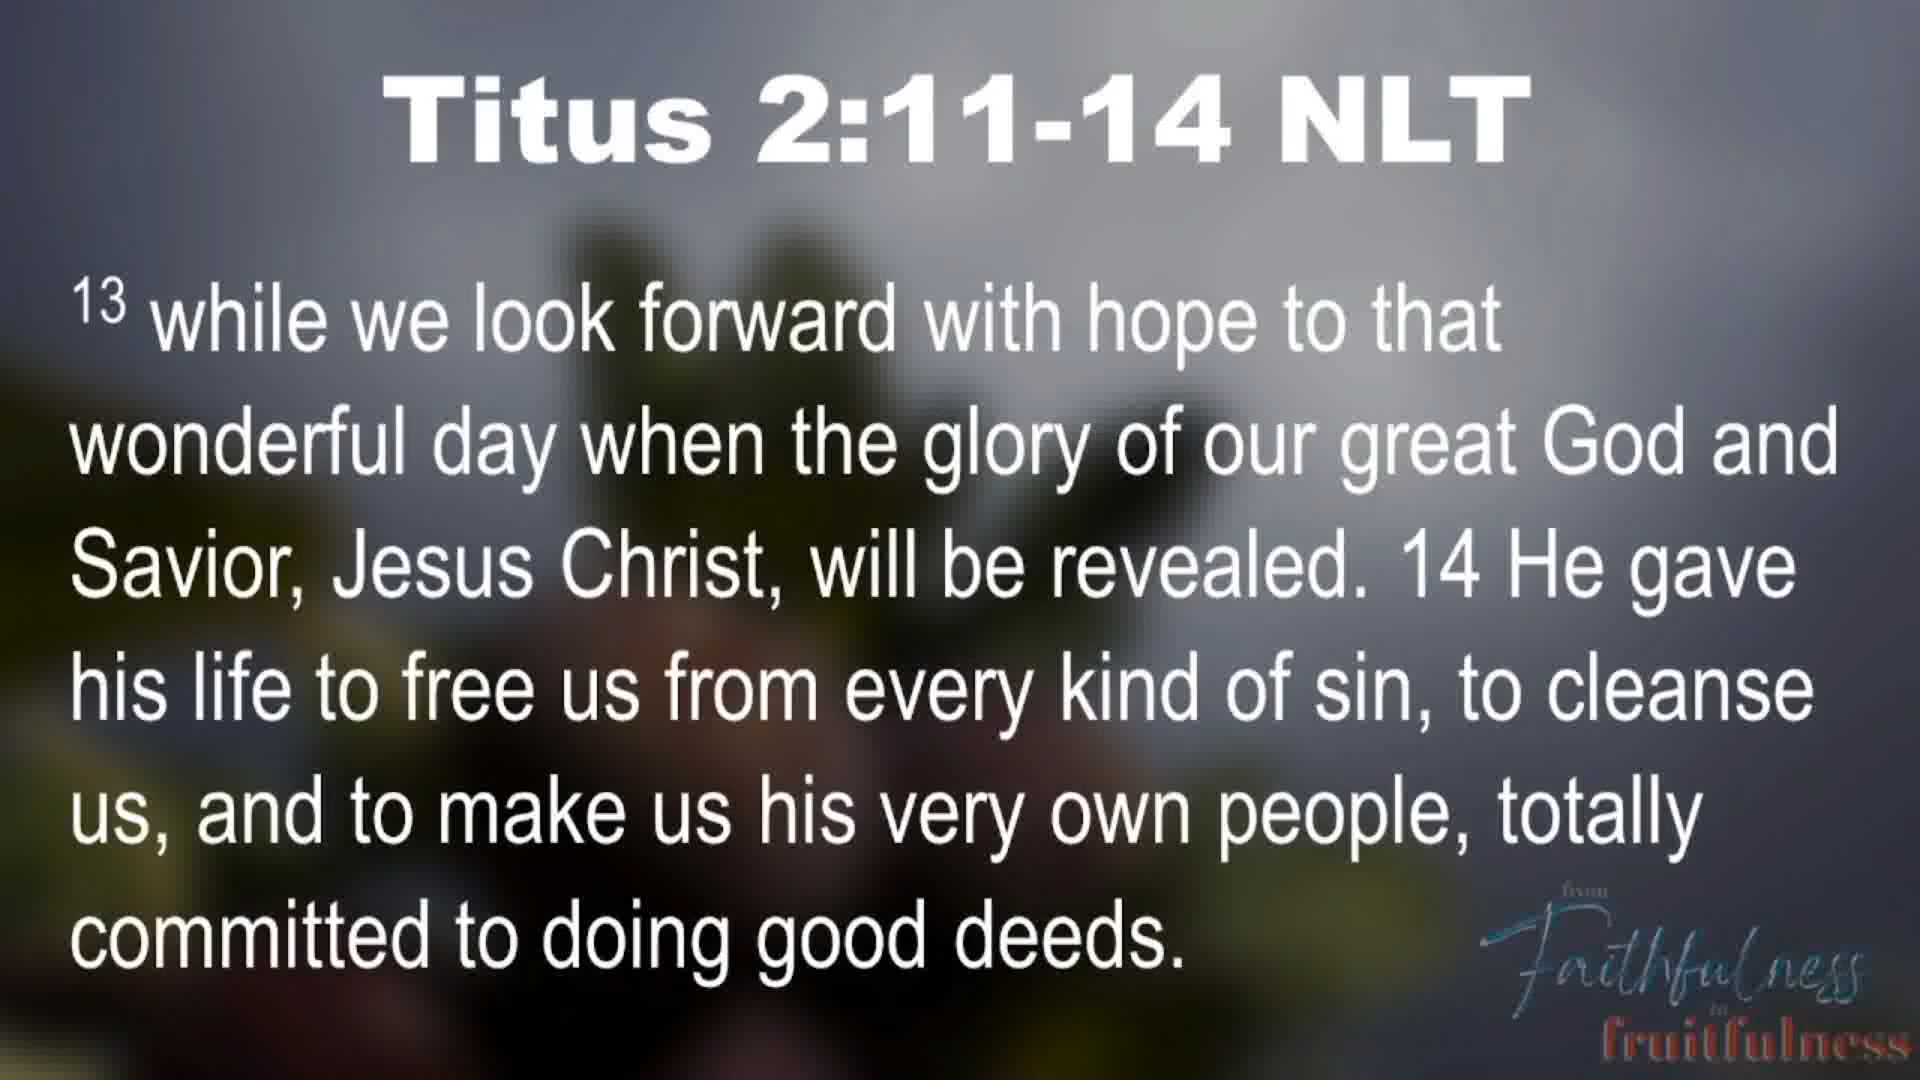 Titus 2:11-14 NLT
13 while we look forward with hope to that
wonderful day when the glory of our great God and
Savior, Jesus Christ, will be revealed. 14 He gave
his life to free us from every kind of sin, to cleanse
us, and to make us his very own people, totally
committed to doing good deeds.
from
Faithfulness
to
fruitfulness